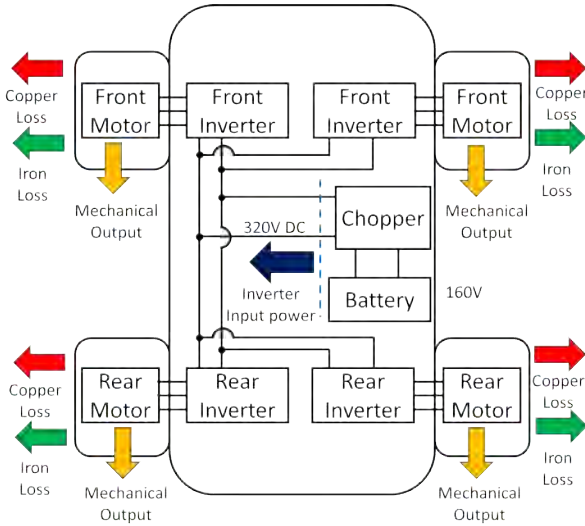 Copper
Loss
Iron
Loss
Front
Motor
Front
Inverter
Front
Inverter
Front
Motor
Copper
Loss
Iron
Loss
Mechanical
Output
Mechanical
Output
320V DC
Chopper
Inverter
Input power
Battery
160V
Copper
Loss
Iron
Loss
Rear
Motor
Rear
Inverter
Rear
Inverter
Rear
Motor
Copper
Loss
Iron
Loss
Mechanical
Output
Mechanical
Output